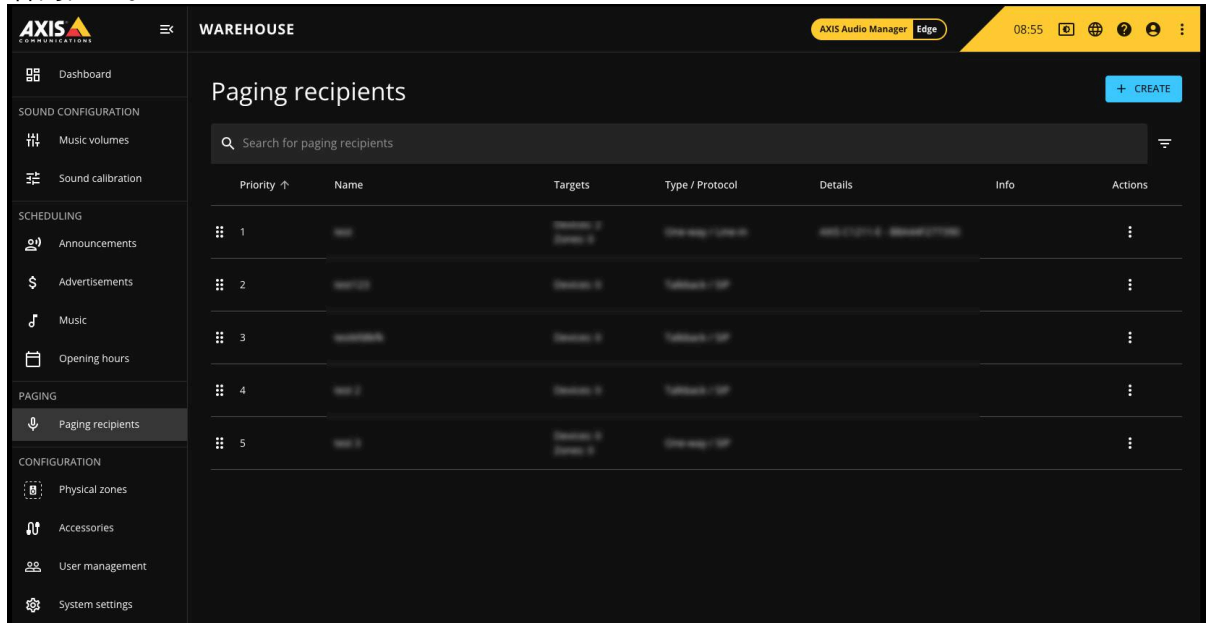 AXIS
COMMUNICATIONS
WAREHOUSE
AXIS Audio Manager Edge
08:55
Dashboard
SOUND CONFIGURATION
Music volumes
Sound calibration
SCHEDULING
Announcements
Advertisements
Music
Opening hours
PAGING
Paging recipients
CONFIGURATION
Physical zones
Accessories
User management
System settings
Paging recipients
+ CREATE
Search for paging recipients
Priority ↑ Name Targets Type / Protocol Details Info Actions
1
2
3
4
5